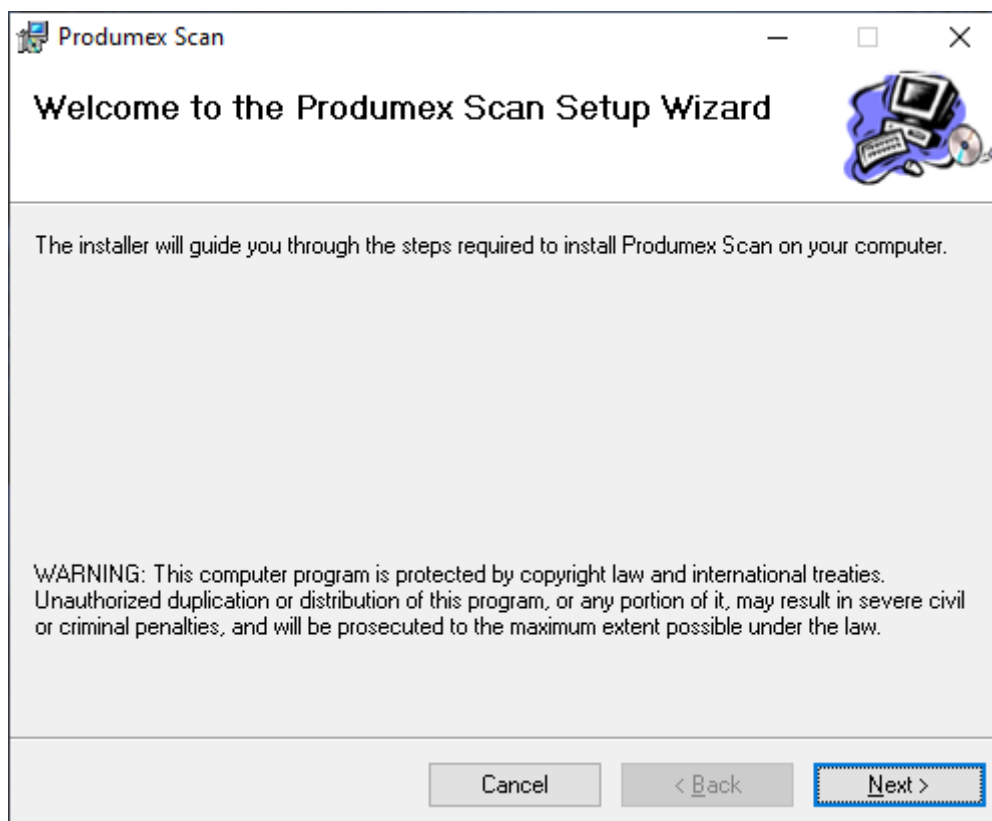 Produmex Scan
Welcome to the Produmex Scan Setup Wizard
The installer will guide you through the steps required to install Produmex Scan on your computer.
WARNING: This computer program is protected by copyright law and international treaties.
Unauthorized duplication or distribution of this program, or any portion of it, may result in severe civil
or criminal penalties, and will be prosecuted to the maximum extent possible under the law.
Cancel
< Back
Next >